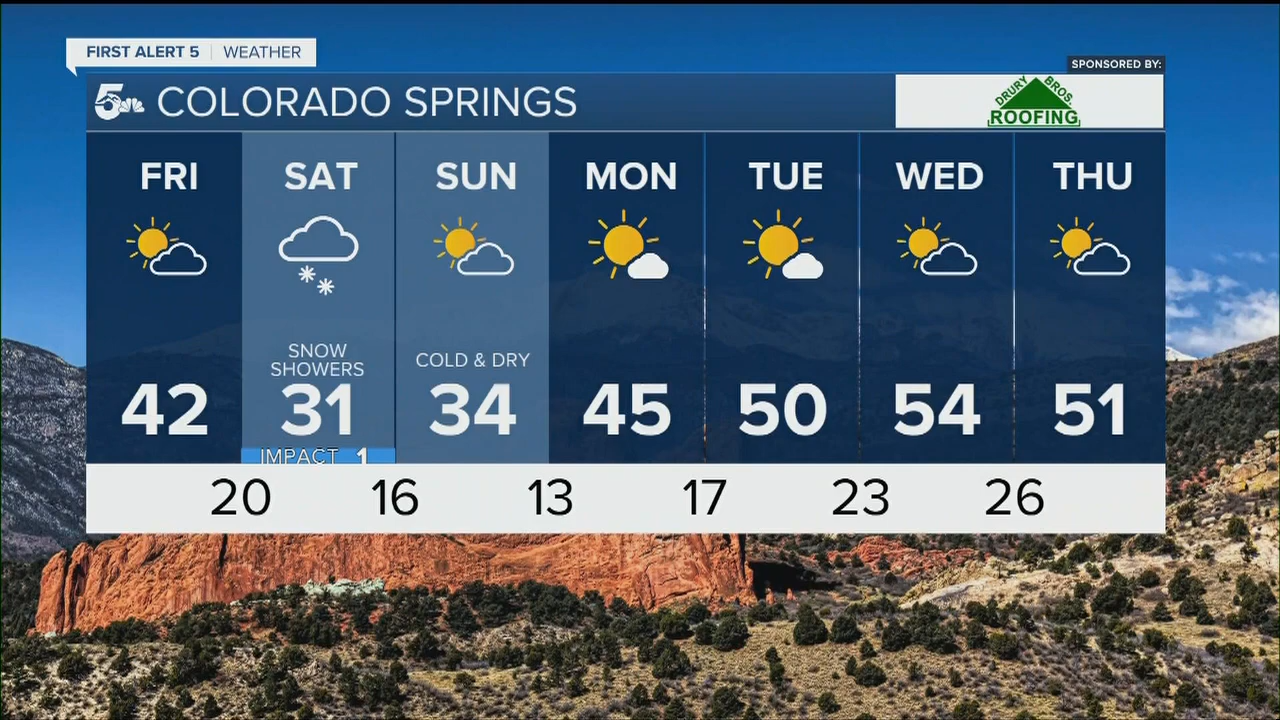 FIRST ALERT 5 | WEATHER
SPONSORED BY:
5 COLORADO SPRINGS
DRURY BROS.
ROOFING
FRI SAT SUN MON TUE WED THU
SNOW
SHOWERS
COLD & DRY
42 31 34 45 50 54 51
IMPACT 1
20 16 13 17 23 26